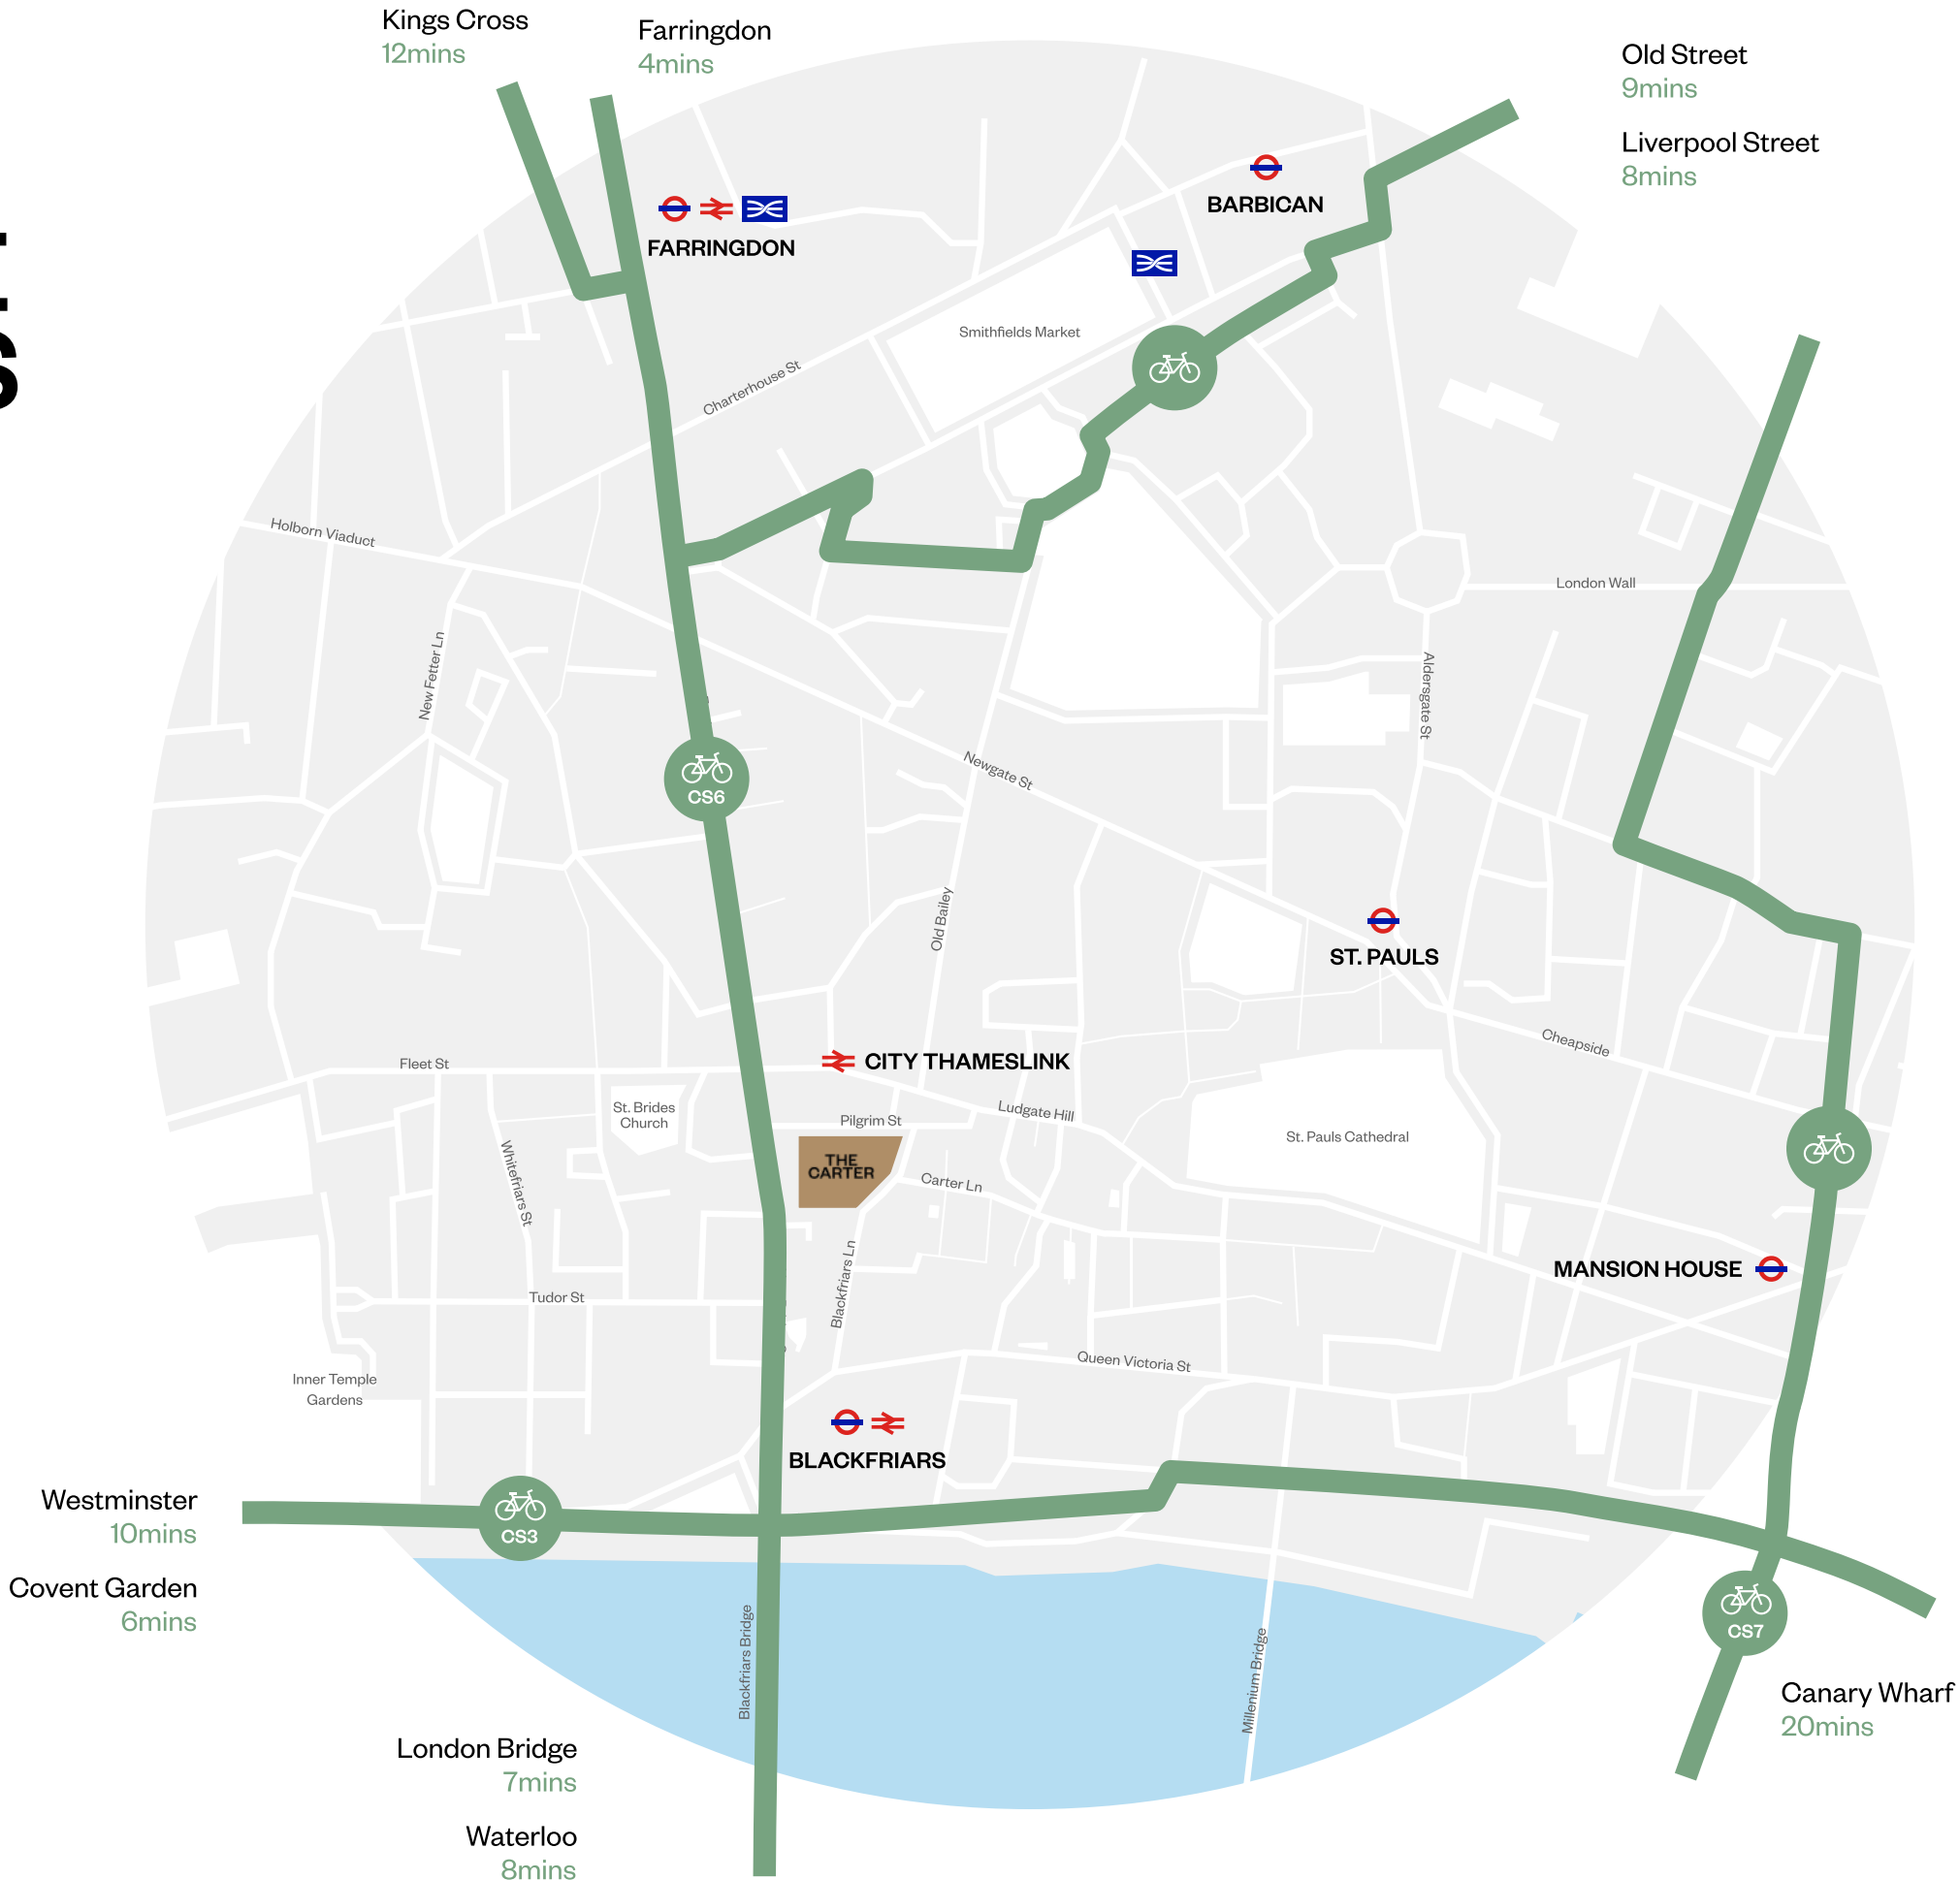 Kings Cross
12mins
Farringdon
4mins
Old Street
9mins
Liverpool Street
8mins
BARBICAN
FARRINGDON
Smithfields Market
Charterhouse St
Holborn Viaduct
London Wall
New Fetter Ln
Aldersgate St
Newgate St
CS6
Old Bailey
ST. PAULS
Cheapside
CITY THAMESLINK
Fleet St
St. Brides
Church
Pilgrim St
Ludgate Hill
St. Pauls Cathedral
THE
CARTER
Whitefriars St
Carter Ln
Blackfriars Ln
MANSION HOUSE
Tudor St
Queen Victoria St
Inner Temple
Gardens
BLACKFRIARS
Westminster
10mins
CS3
Covent Garden
6mins
Blackfriars Bridge
Millenium Bridge
CS7
Canary Wharf
20mins
London Bridge
7mins
Waterloo
8mins